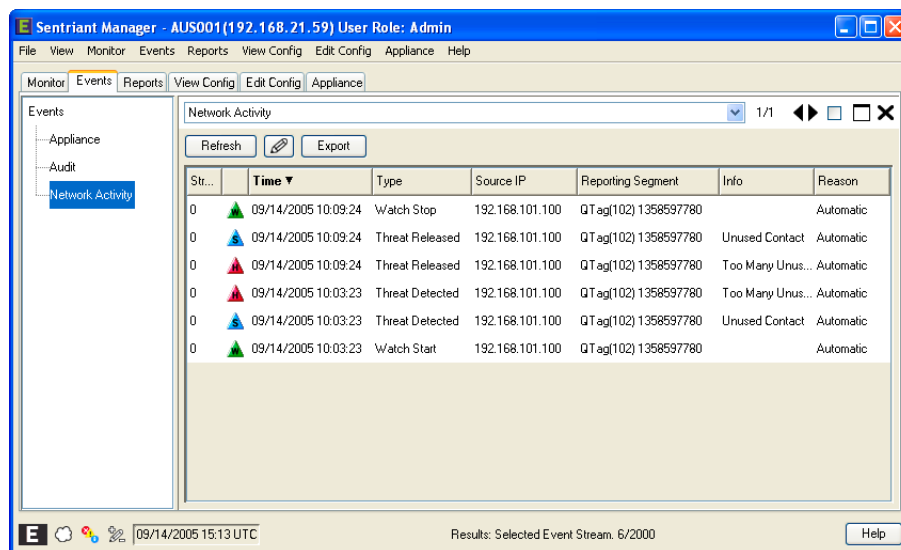 E Sentriant Manager - AUS001(192.168.21.59) User Role: Admin
File View Monitor Events Reports View Config Edit Config Appliance Help
Monitor Events Reports View Config Edit Config Appliance
Events
Appliance
Audit
Network Activity
Network Activity 1/1
Refresh Export
Str... Time ▼ Type Source IP Reporting Segment Info Reason
0 W 09/14/2005 10:09:24 Watch Stop 192.168.101.100 QTag(102) 1358597780 Automatic
0 S 09/14/2005 10:09:24 Threat Released 192.168.101.100 QTag(102) 1358597780 Unused Contact Automatic
0 H 09/14/2005 10:09:24 Threat Released 192.168.101.100 QTag(102) 1358597780 Too Many Unus... Automatic
0 H 09/14/2005 10:03:23 Threat Detected 192.168.101.100 QTag(102) 1358597780 Too Many Unus... Automatic
0 S 09/14/2005 10:03:23 Threat Detected 192.168.101.100 QTag(102) 1358597780 Unused Contact Automatic
0 W 09/14/2005 10:03:23 Watch Start 192.168.101.100 QTag(102) 1358597780 Automatic
E 09/14/2005 15:13 UTC Results: Selected Event Stream. 6/2000 Help